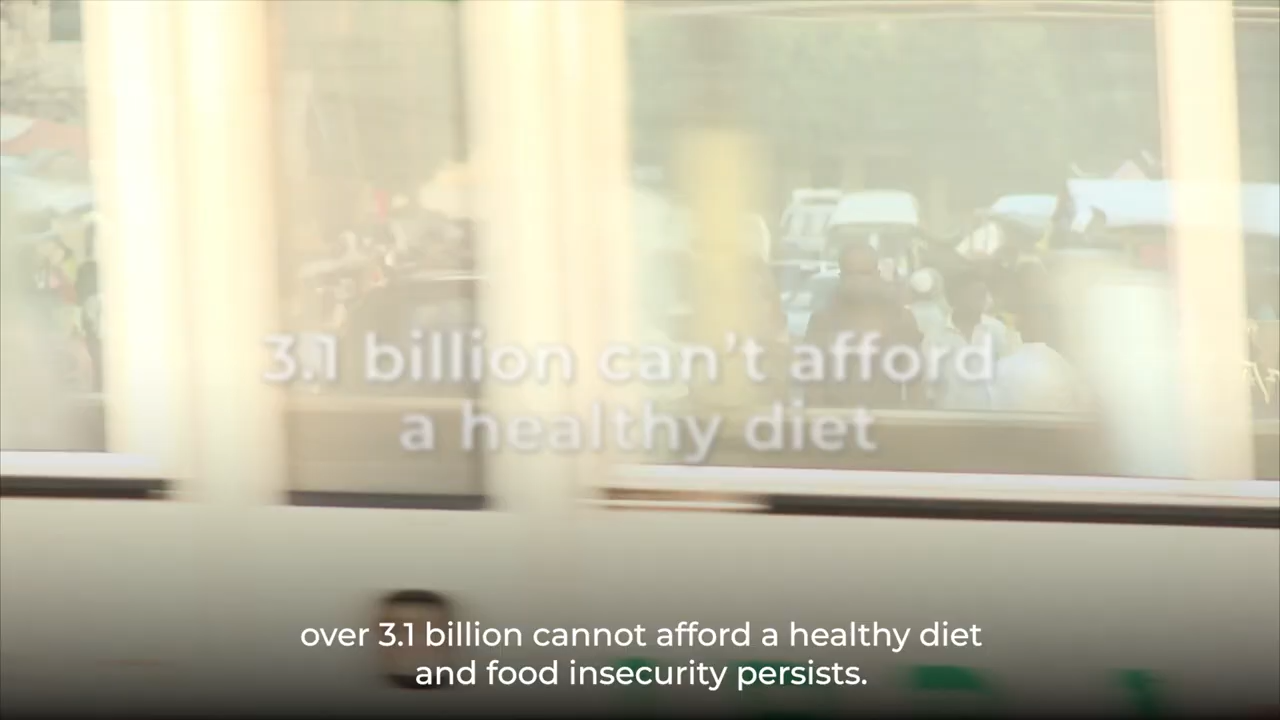 3.1 billion can't afford
a healthy diet
over 3.1 billion cannot afford a healthy diet
and food insecurity persists.